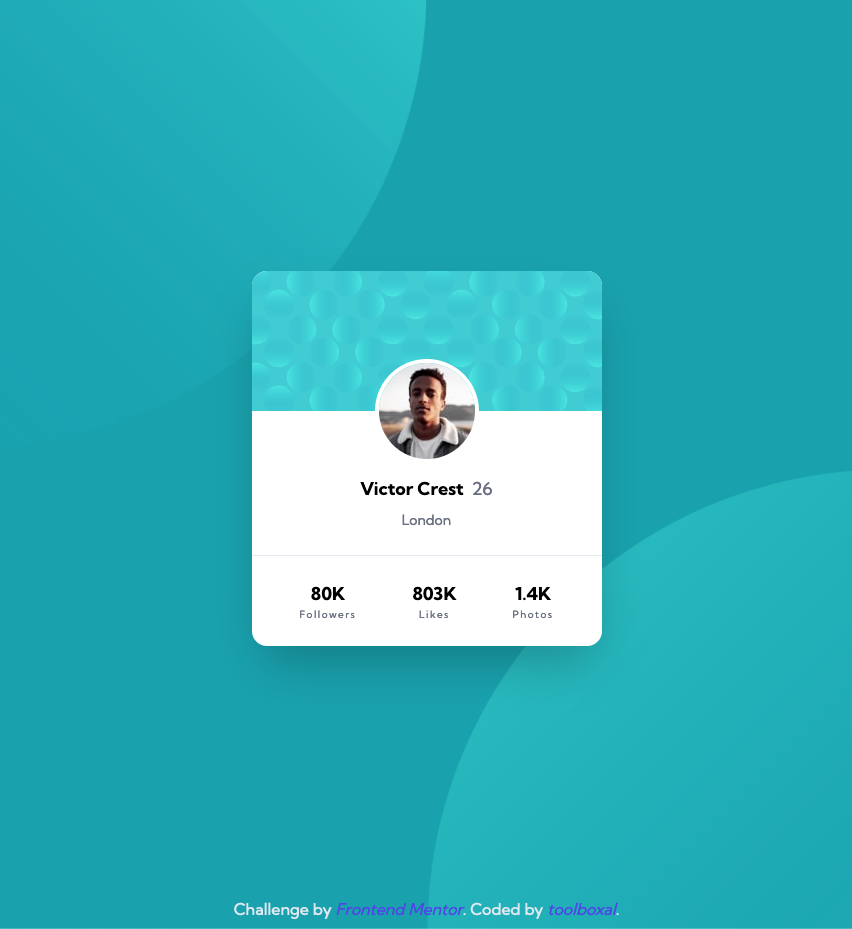 Victor Crest 26
London
80K 803K 1.4K
Followers Likes Photos
Challenge by Frontend Mentor. Coded by toolboxal.